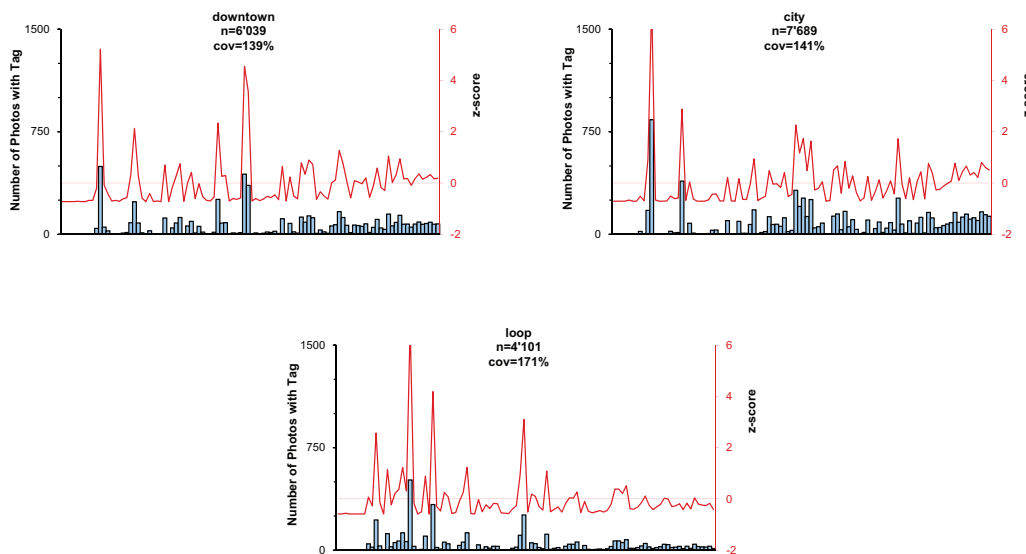 downtown
n=6'039
cov=139%
Number of Photos with Tag
1500
750
0
6
4
2
0
-2
z-score
city
n=7'689
cov=141%
Number of Photos with Tag
1500
750
0
6
4
2
0
-2
z-score
loop
n=4'101
cov=171%
Number of Photos with Tag
1500
750
0
6
4
2
0
-2
z-score